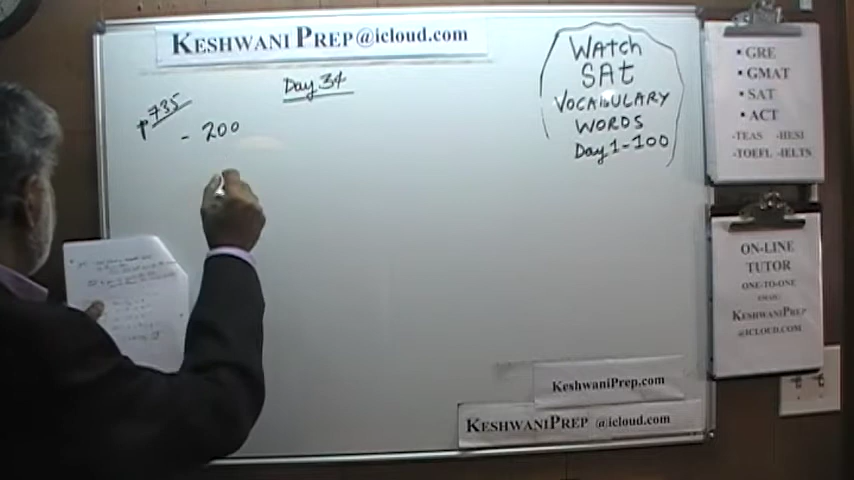 KESHWANI PREP@icloud.com
Day 34
p 735
- 200
WAtch
SAt
VOCABULARY
WORDS
Day 1-100
• GRE
• GMAT
• SAT
• ACT
-TEAS -HESI
-TOEFL -IELTS
ON-LINE
TUTOR
ONE-TO-ONE
KESHWANIPREP
@ICLOUD.COM
KeshwaniPrep.com
KESHWANIPREP @icloud.com